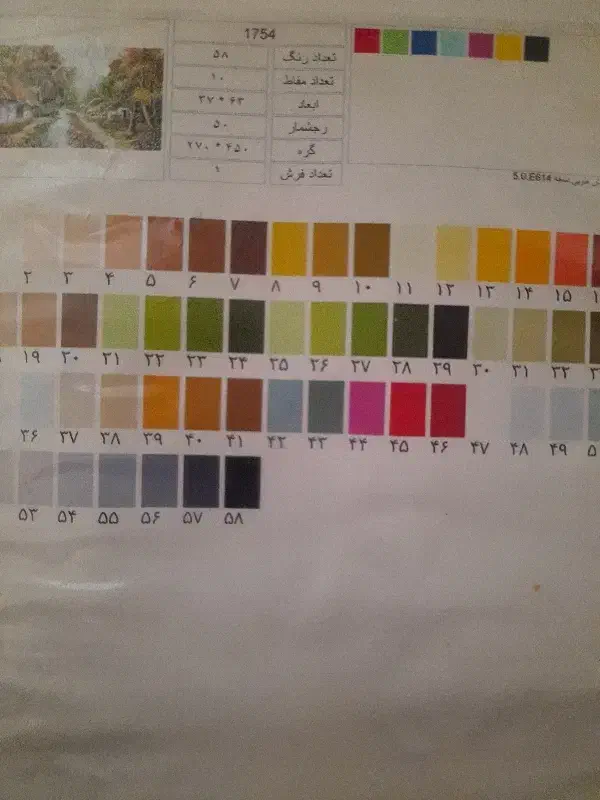 1754
تعداد رنگ ۵۸
تعداد مقاط ۱۰
ابعاد ۳۷ * ۶۳
رجشمار ۵۰
گره ۲۷۰ * ۴۵۰
تعداد فرش ۱
نسخه 5.0.E614
۲ ۳ ۴ ۵ ۶ ۷ ۸ ۹ ۱۰ ۱۱ ۱۲ ۱۳ ۱۴ ۱۵
۱۹ ۲۰ ۲۱ ۲۲ ۲۳ ۲۴ ۲۵ ۲۶ ۲۷ ۲۸ ۲۹ ۳۰ ۳۱ ۳۲
۳۶ ۳۷ ۳۸ ۳۹ ۴۰ ۴۱ ۴۲ ۴۳ ۴۴ ۴۵ ۴۶ ۴۷ ۴۸ ۴۹
۵۳ ۵۴ ۵۵ ۵۶ ۵۷ ۵۸